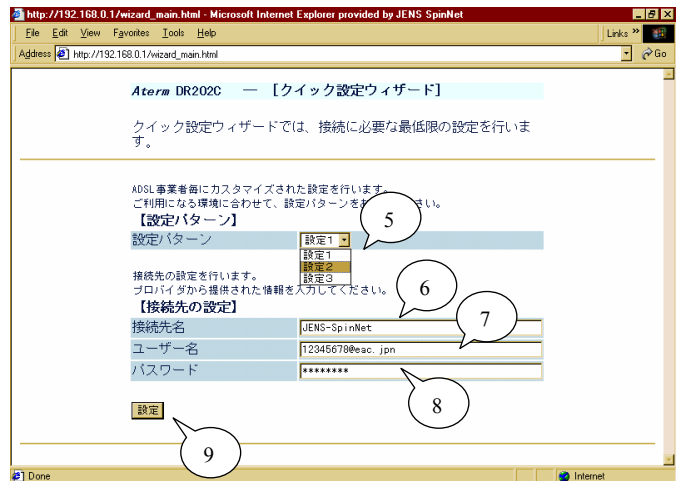 http://192.168.0.1/wizard_main.html - Microsoft Internet Explorer provided by JENS SpinNet
File Edit View Favorites Tools Help Links »
Address http://192.168.0.1/wizard_main.html Go
Aterm DR202C — [クイック設定ウィザード]
クイック設定ウィザードでは、接続に必要な最低限の設定を行いま
す。
ADSL事業者毎にカスタマイズされた設定を行います。
ご利用になる環境に合わせて、設定パターンをお さい。
5
【設定パターン】
設定パターン 設定1
設定1
設定2
設定3
接続先の設定を行います。
プロバイダから提供された情報を入力してください。
6
【接続先の設定】
7
接続先名 JENS-SpinNet
ユーザー名 12345678@eac.jpn
パスワード ********
8
設定
9
Done Internet